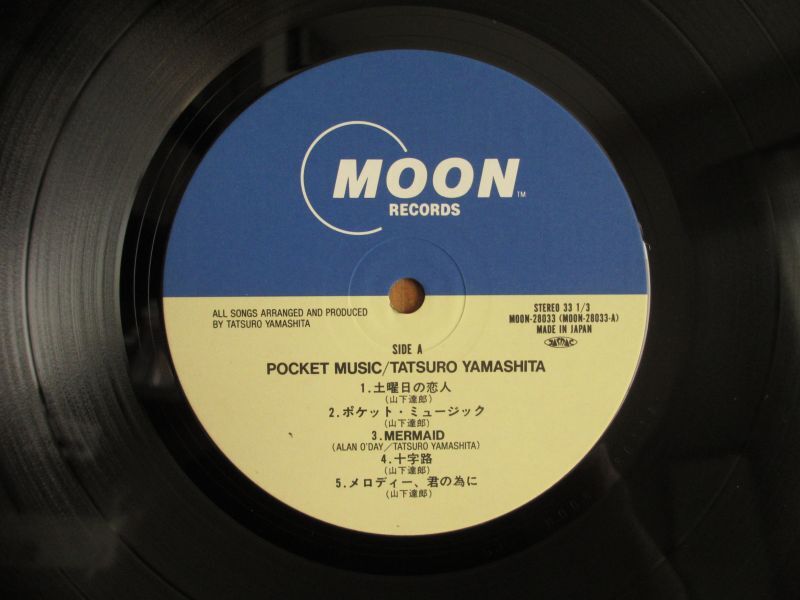 MOON TM
RECORDS
ALL SONGS ARRANGED AND PRODUCED
BY TATSURO YAMASHITA
STEREO 33 1/3
MOON-28033 (MOON-28033-A)
MADE IN JAPAN
SIDE A
POCKET MUSIC/TATSURO YAMASHITA
1.土曜日の恋人
(山下達郎)
2.ポケット・ミュージック
(山下達郎)
3.MERMAID
(ALAN O'DAY/TATSURO YAMASHITA)
4.十字路
(山下達郎)
5.メロディー、君の為に
(山下達郎)